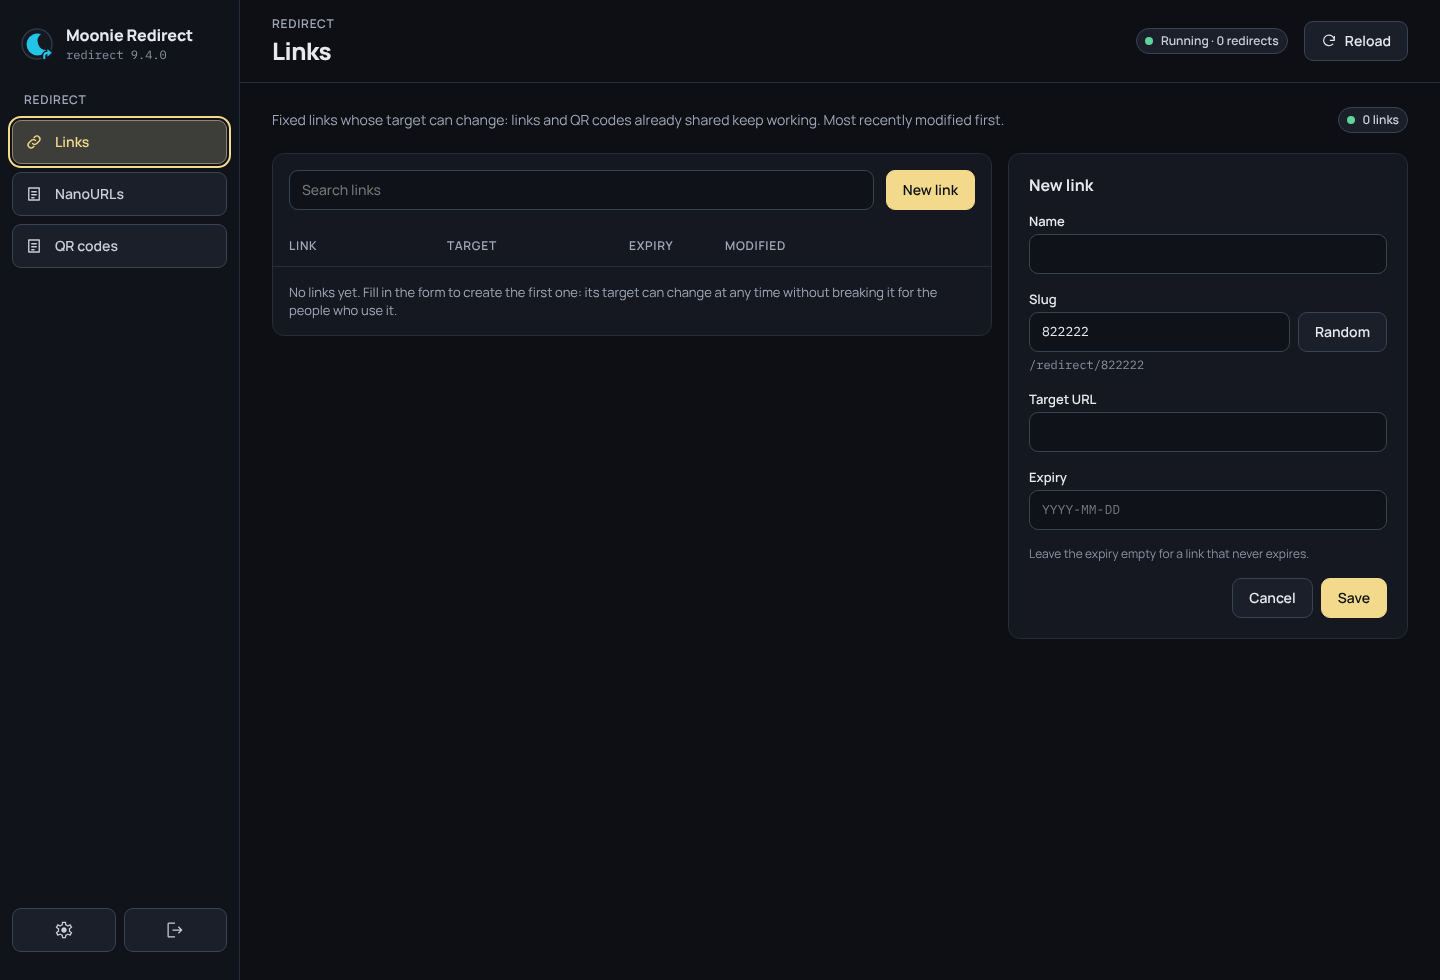 Moonie Redirect
redirect 9.4.0
REDIRECT
Links
NanoURLs
QR codes
REDIRECT
Links
Running · 0 redirects
Reload
Fixed links whose target can change: links and QR codes already shared keep working. Most recently modified first.
0 links
Search links
New link
LINK
TARGET
EXPIRY
MODIFIED
No links yet. Fill in the form to create the first one: its target can change at any time without breaking it for the
people who use it.
New link
Name
Slug
822222
Random
/redirect/822222
Target URL
Expiry
YYYY-MM-DD
Leave the expiry empty for a link that never expires.
Cancel
Save